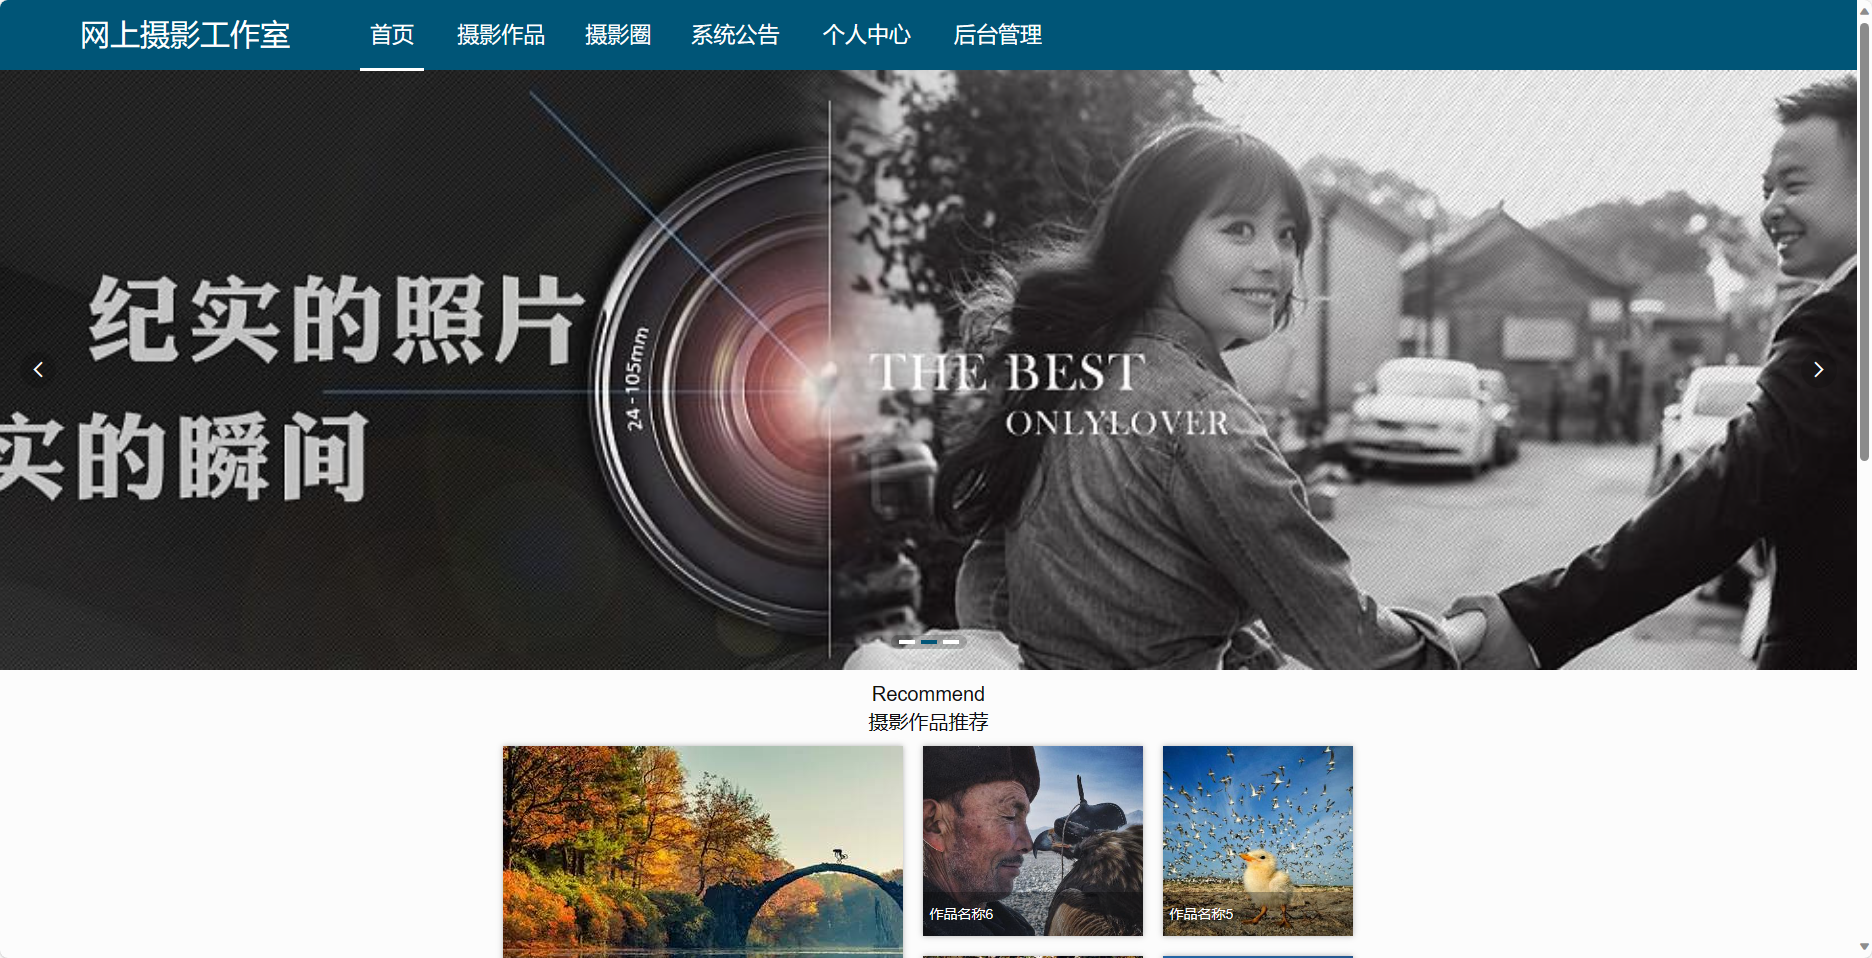 网上摄影工作室
首页 摄影作品 摄影圈 系统公告 个人中心 后台管理
纪实的照片
实的瞬间
24-105mm
THE BEST
ONLYLOVER
Recommend
摄影作品推荐
作品名称6
作品名称5